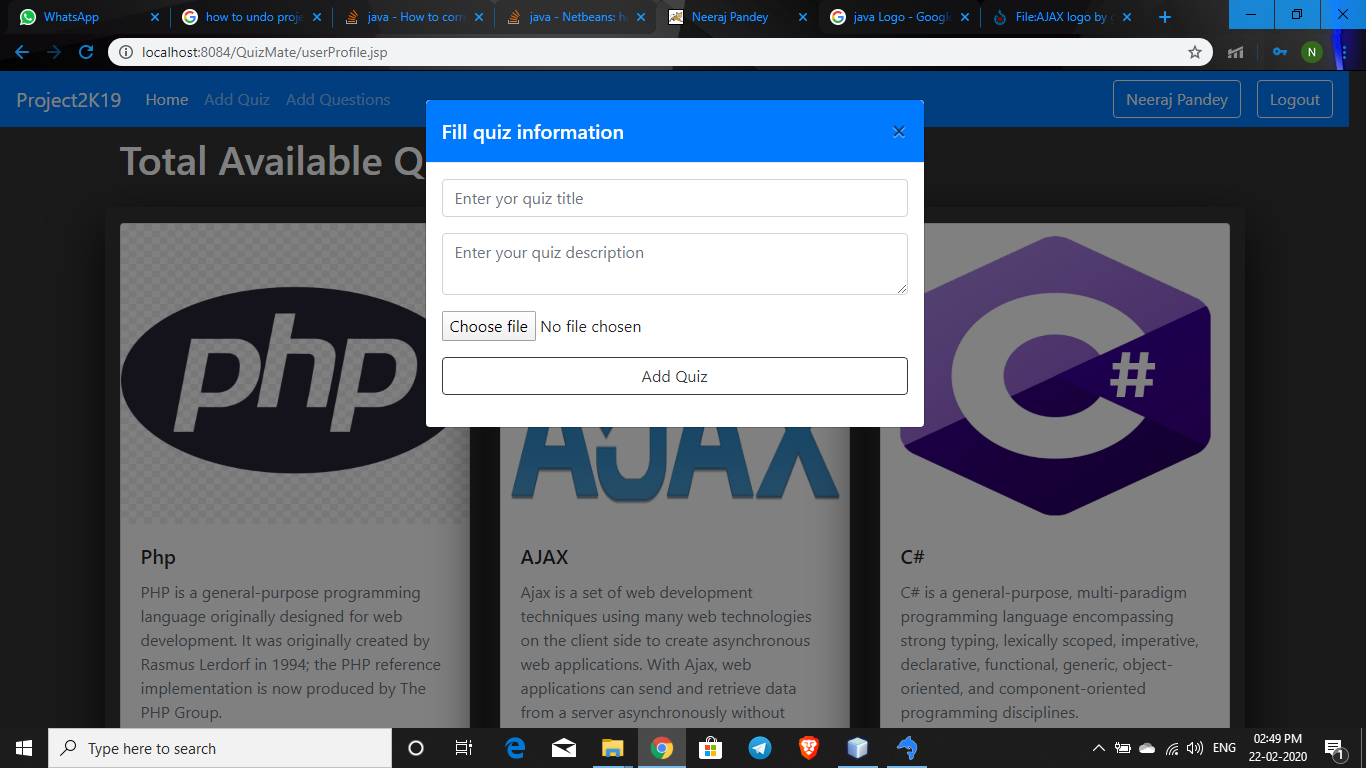 WhatsApp
how to undo proje
java - How to corr
java - Netbeans: h
Neeraj Pandey
java Logo - Googl
File:AJAX logo by g
localhost:8084/QuizMate/userProfile.jsp
N
Project2K19 Home Add Quiz Add Questions Neeraj Pandey Logout
Fill quiz information
Total Available Q
Enter yor quiz title
Enter your quiz description
Choose file No file chosen
Add Quiz
php
AJAX
C#
Php
PHP is a general-purpose programming
language originally designed for web
development. It was originally created by
Rasmus Lerdorf in 1994; the PHP reference
implementation is now produced by The
PHP Group.
AJAX
Ajax is a set of web development
techniques using many web technologies
on the client side to create asynchronous
web applications. With Ajax, web
applications can send and retrieve data
from a server asynchronously without
C#
C# is a general-purpose, multi-paradigm
programming language encompassing
strong typing, lexically scoped, imperative,
declarative, functional, generic, object-
oriented, and component-oriented
programming disciplines.
Type here to search
ENG
02:49 PM
22-02-2020
1